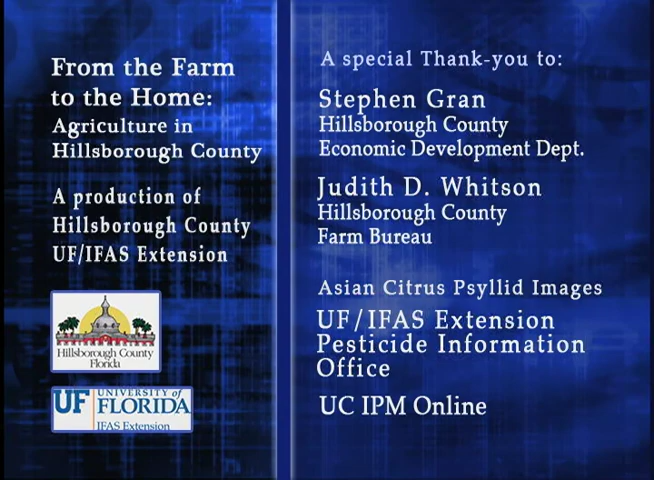 From the Farm
to the Home:
Agriculture in
Hillsborough County
A production of
Hillsborough County
UF/IFAS Extension
Hillsborough County
Florida
UF UNIVERSITY of
FLORIDA
IFAS Extension
A special Thank-you to:
Stephen Gran
Hillsborough County
Economic Development Dept.
Judith D. Whitson
Hillsborough County
Farm Bureau
Asian Citrus Psyllid Images
UF/IFAS Extension
Pesticide Information
Office
UC IPM Online